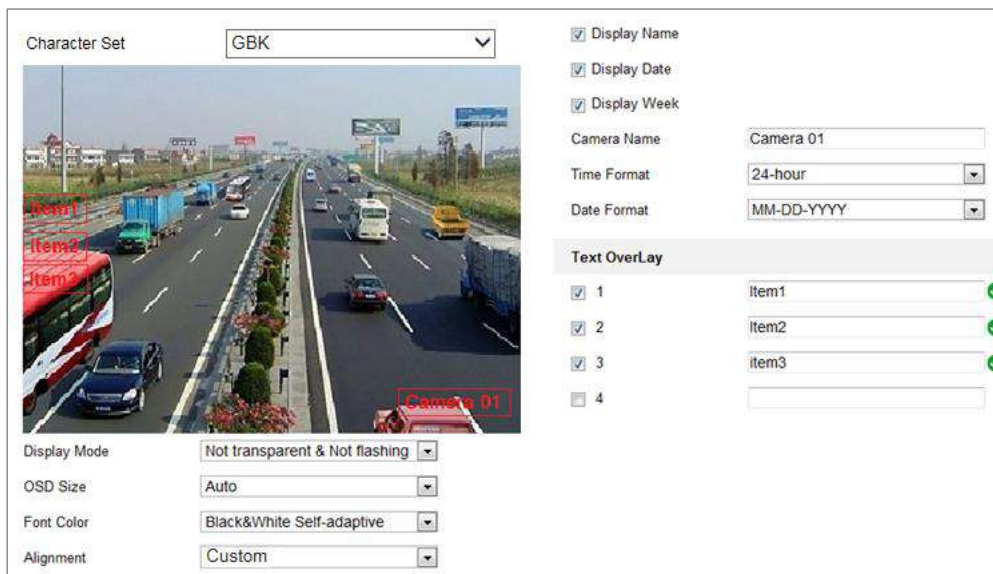 Character Set GBK
Item1
Item2
Item3
Camera 01
Display Mode Not transparent & Not flashing
OSD Size Auto
Font Color Black&White Self-adaptive
Alignment Custom
Display Name
Display Date
Display Week
Camera Name Camera 01
Time Format 24-hour
Date Format MM-DD-YYYY
Text OverLay
1 Item1
2 Item2
3 item3
4